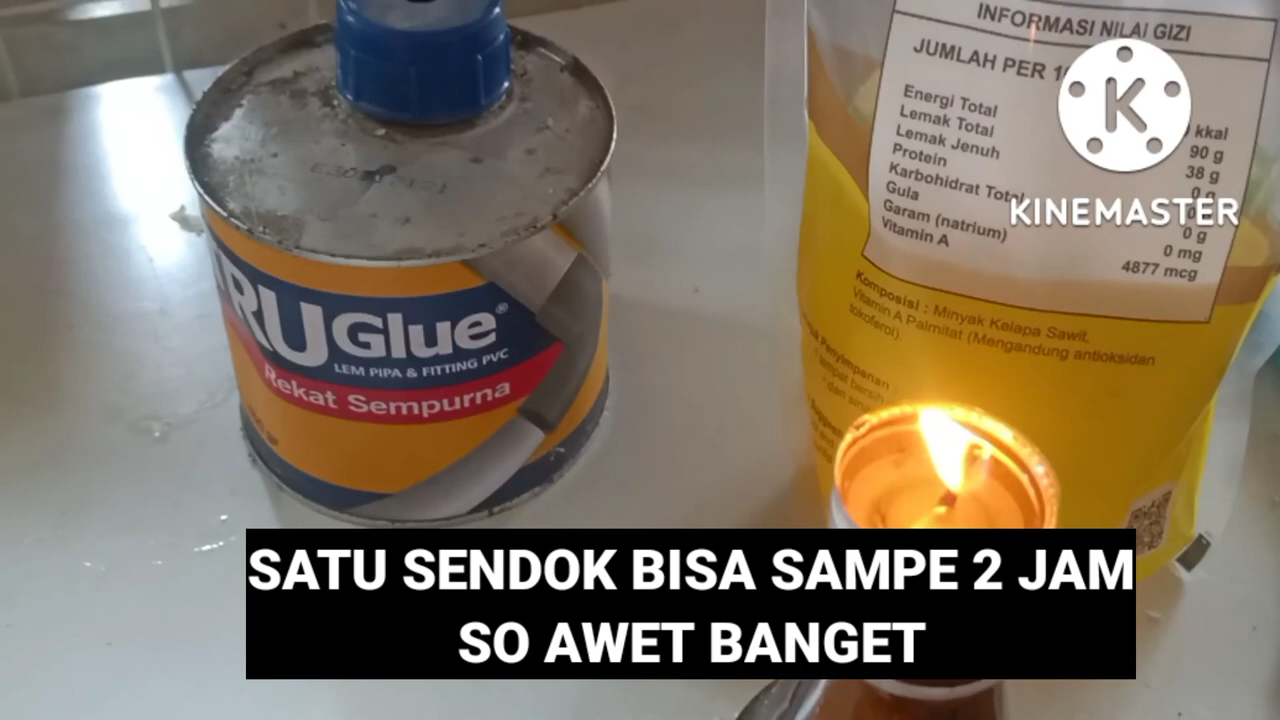 TRUGlue®
LEM PIPA & FITTING PVC
Rekat Sempurna
INFORMASI NILAI GIZI
JUMLAH PER
Energi Total kkal
Lemak Total 90 g
Lemak Jenuh 38 g
Protein 0 g
Karbohidrat Total
Gula 0 g
Garam (natrium) 0 mg
Vitamin A 4877 mcg
Komposisi : Minyak Kelapa Sawit,
Vitamin A Palmitat (Mengandung antioksidan
tokoferol).
Penyimpanan :
K
KINEMASTER
SATU SENDOK BISA SAMPE 2 JAM
SO AWET BANGET